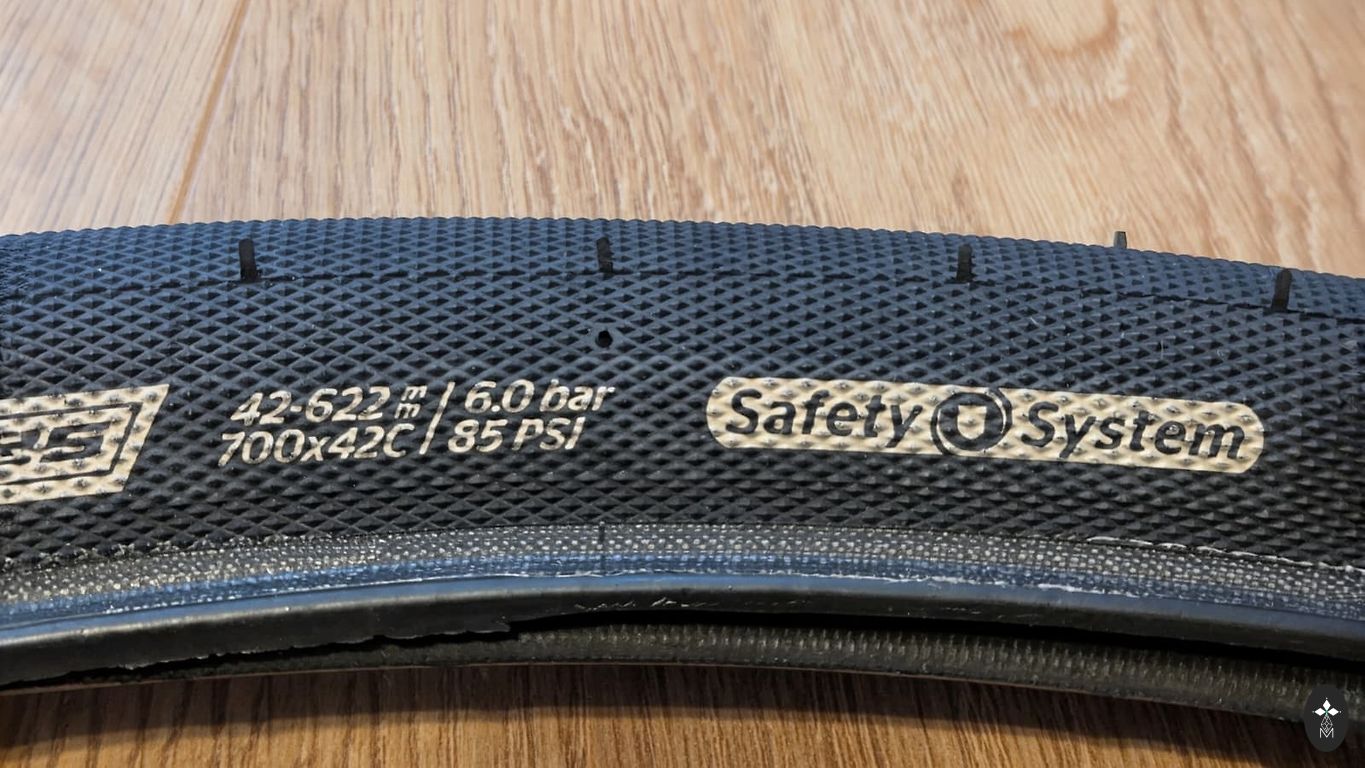 42-622 mm / 6.0 bar
700x42C / 85 PSI
Safety System